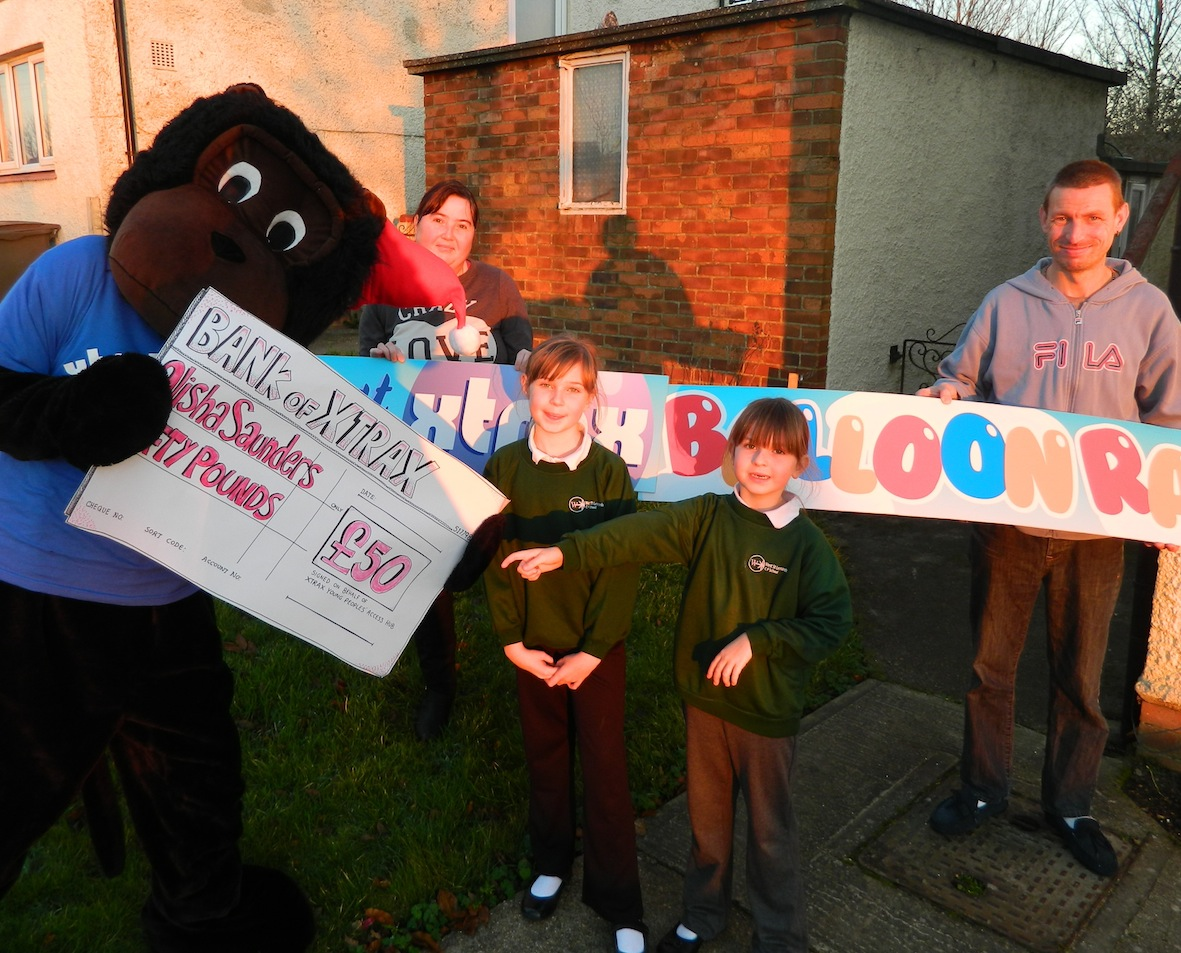 BANK OF XTRAX
Alisha Saunders
FIFTY POUNDS
DATE:
ONLY
£50
CHEQUE NO:
SORT CODE:
ACCOUNT NO:
SIGNED ON BEHALF OF
XTRAX YOUNG PEOPLES ACCESS HUB
LOVE
xtrax BALLOON RA
FILA